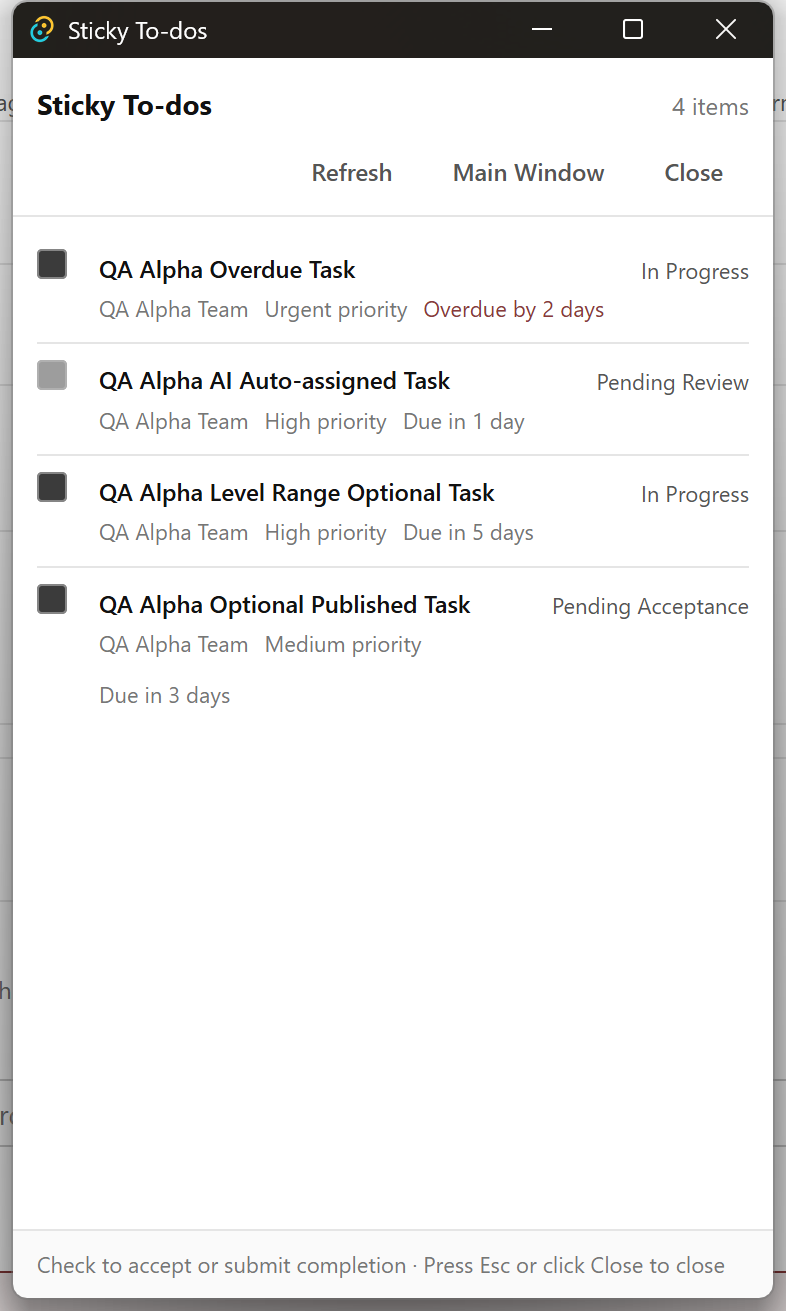 Sticky To-dos
Sticky To-dos 4 items
Refresh Main Window Close
QA Alpha Overdue Task In Progress
QA Alpha Team Urgent priority Overdue by 2 days
QA Alpha AI Auto-assigned Task Pending Review
QA Alpha Team High priority Due in 1 day
QA Alpha Level Range Optional Task In Progress
QA Alpha Team High priority Due in 5 days
QA Alpha Optional Published Task Pending Acceptance
QA Alpha Team Medium priority
Due in 3 days
Check to accept or submit completion · Press Esc or click Close to close